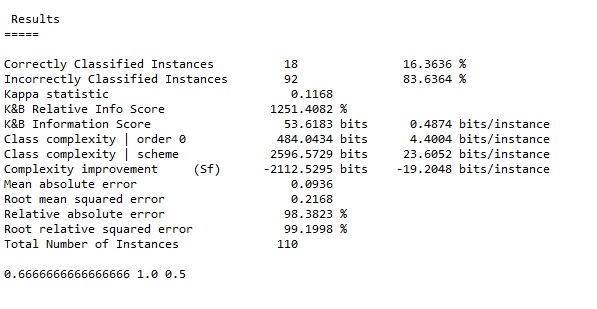 Results
=====
Correctly Classified Instances 18 16.3636 %
Incorrectly Classified Instances 92 83.6364 %
Kappa statistic 0.1168
K&B Relative Info Score 1251.4082 %
K&B Information Score 53.6183 bits 0.4874 bits/instance
Class complexity | order 0 484.0434 bits 4.4004 bits/instance
Class complexity | scheme 2596.5729 bits 23.6052 bits/instance
Complexity improvement (Sf) -2112.5295 bits -19.2048 bits/instance
Mean absolute error 0.0936
Root mean squared error 0.2168
Relative absolute error 98.3823 %
Root relative squared error 99.1998 %
Total Number of Instances 110
0.6666666666666666 1.0 0.5